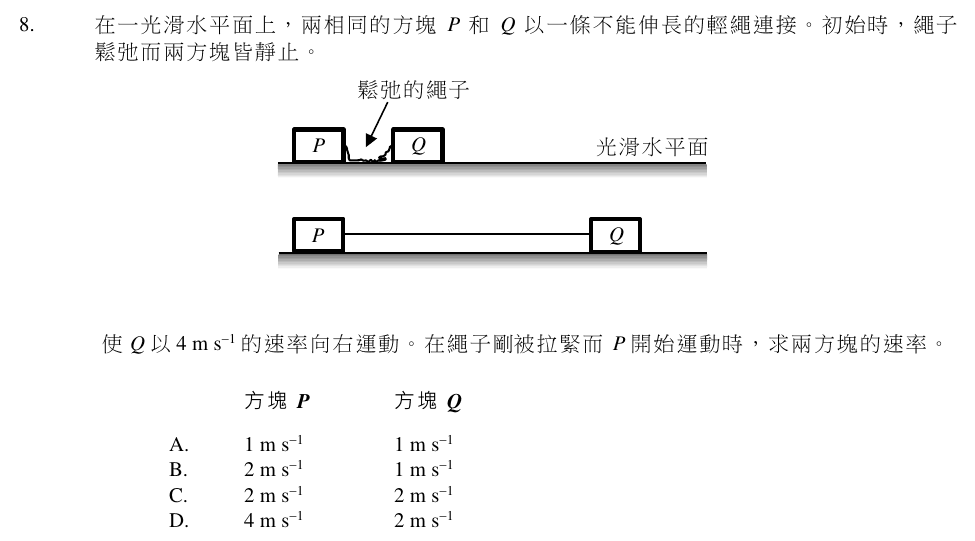 8. 在一光滑水平面上，兩相同的方塊 P 和 Q 以一條不能伸長的輕繩連接。初始時，繩子
鬆弛而兩方塊皆靜止。
鬆弛的繩子
P Q 光滑水平面
P Q
使 Q 以 4 m s⁻¹ 的速率向右運動。在繩子剛被拉緊而 P 開始運動時，求兩方塊的速率。
方塊 P 方塊 Q
A. 1 m s⁻¹ 1 m s⁻¹
B. 2 m s⁻¹ 1 m s⁻¹
C. 2 m s⁻¹ 2 m s⁻¹
D. 4 m s⁻¹ 2 m s⁻¹